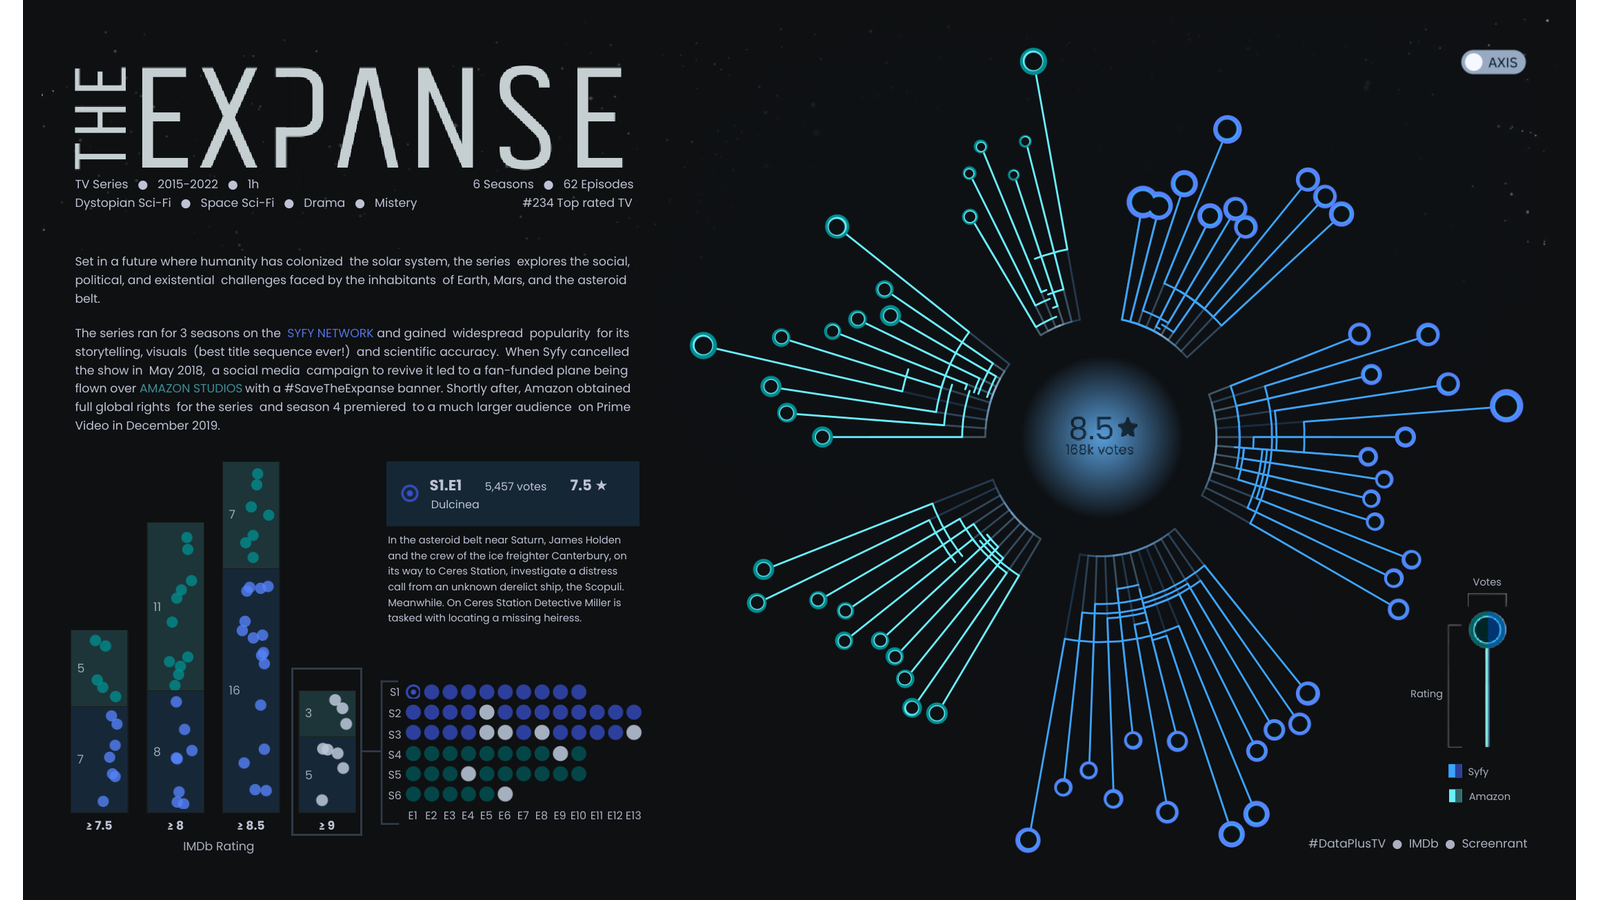 THE EXPANSE
TV Series ● 2015-2022 ● 1h
6 Seasons ● 62 Episodes
Dystopian Sci-Fi ● Space Sci-Fi ● Drama ● Mistery
#234 Top rated TV
Set in a future where humanity has colonized the solar system, the series explores the social,
political, and existential challenges faced by the inhabitants of Earth, Mars, and the asteroid
belt.
The series ran for 3 seasons on the SYFY NETWORK and gained widespread popularity for its
storytelling, visuals (best title sequence ever!) and scientific accuracy. When Syfy cancelled
the show in May 2018, a social media campaign to revive it led to a fan-funded plane being
flown over AMAZON STUDIOS with a #SaveTheExpanse banner. Shortly after, Amazon obtained
full global rights for the series and season 4 premiered to a much larger audience on Prime
Video in December 2019.
5
7
≥ 7.5
11
8
≥ 8
7
16
≥ 8.5
3
5
≥ 9
IMDb Rating
S1.E1 5,457 votes 7.5 ★
Dulcinea
In the asteroid belt near Saturn, James Holden
and the crew of the ice freighter Canterbury, on
its way to Ceres Station, investigate a distress
call from an unknown derelict ship, the Scopuli.
Meanwhile. On Ceres Station Detective Miller is
tasked with locating a missing heiress.
S1
S2
S3
S4
S5
S6
E1 E2 E3 E4 E5 E6 E7 E8 E9 E10 E11 E12 E13
8.5 ★
168k votes
AXIS
Votes
Rating
Syfy
Amazon
#DataPlusTV ● IMDb ● Screenrant